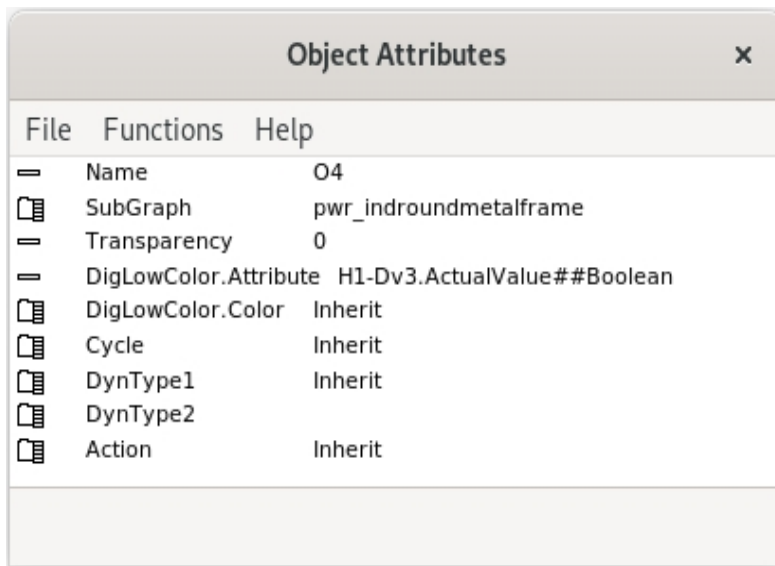 Object Attributes ×
File Functions Help
Name O4
SubGraph pwr_indroundmetalframe
Transparency 0
DigLowColor.Attribute H1-Dv3.ActualValue##Boolean
DigLowColor.Color Inherit
Cycle Inherit
DynType1 Inherit
DynType2
Action Inherit